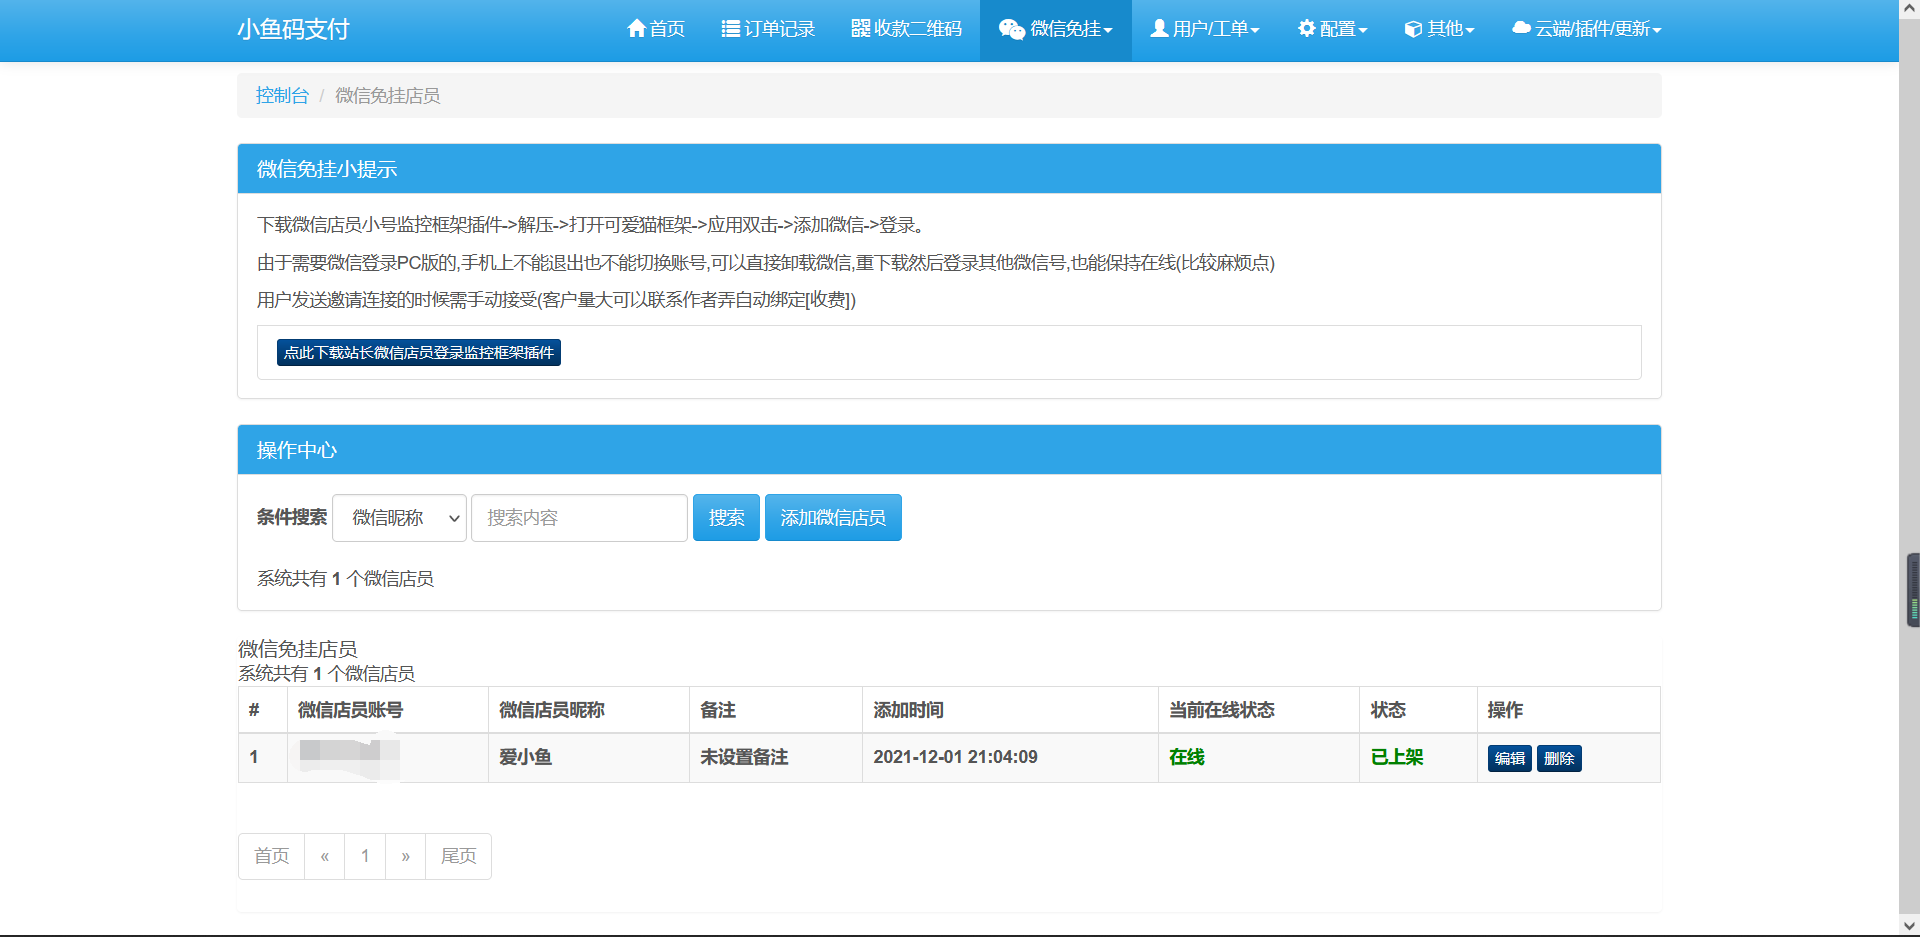 小鱼码支付 首页 订单记录 收款二维码 微信免挂 用户/工单 配置 其他 云端/插件/更新
控制台 / 微信免挂店员
微信免挂小提示
下载微信店员小号监控框架插件->解压->打开可爱猫框架->应用双击->添加微信->登录。
由于需要微信登录PC版的,手机上不能退出也不能切换账号,可以直接卸载微信,重下载然后登录其他微信号,也能保持在线(比较麻烦点)
用户发送邀请连接的时候需手动接受(客户量大可以联系作者弄自动绑定[收费])
点此下载站长微信店员登录监控框架插件
操作中心
条件搜索 微信昵称 搜索内容 搜索 添加微信店员
系统共有 1 个微信店员
微信免挂店员
系统共有 1 个微信店员
# 微信店员账号 微信店员昵称 备注 添加时间 当前在线状态 状态 操作
1 爱小鱼 未设置备注 2021-12-01 21:04:09 在线 已上架 编辑 删除
首页 « 1 » 尾页